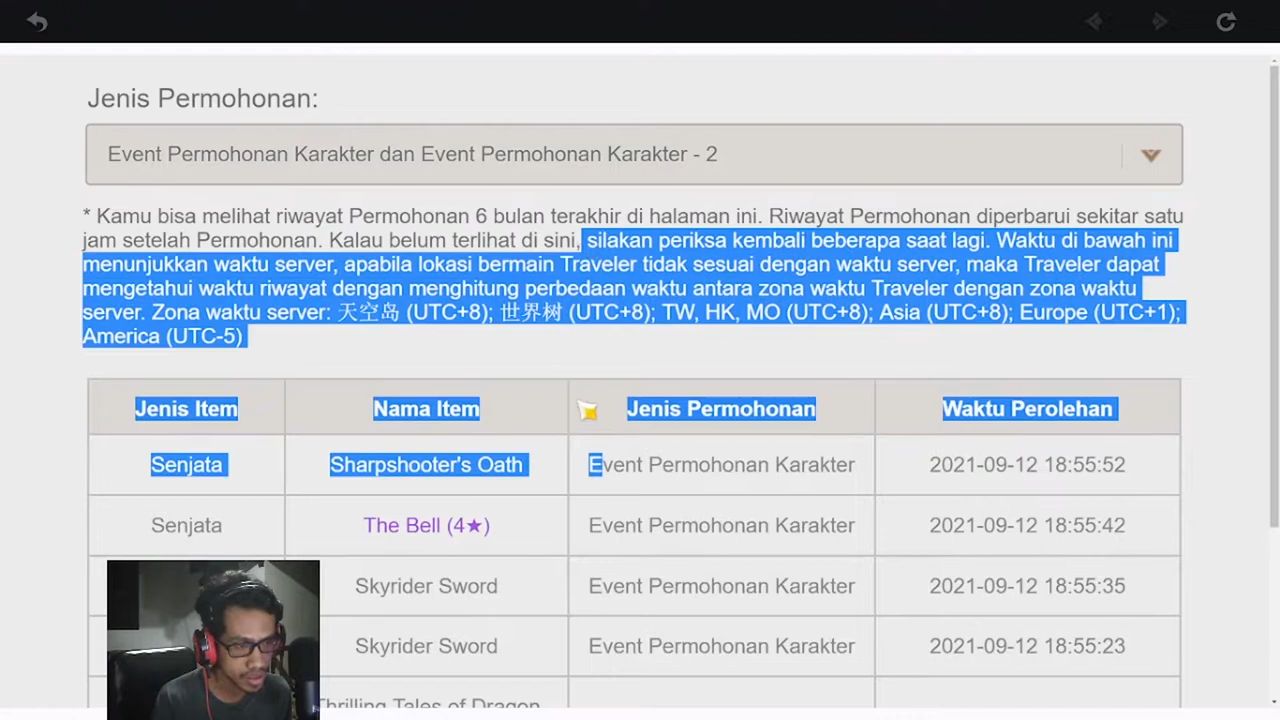 Jenis Permohonan:
Event Permohonan Karakter dan Event Permohonan Karakter - 2
* Kamu bisa melihat riwayat Permohonan 6 bulan terakhir di halaman ini. Riwayat Permohonan diperbarui sekitar satu
jam setelah Permohonan. Kalau belum terlihat di sini, silakan periksa kembali beberapa saat lagi. Waktu di bawah ini
menunjukkan waktu server, apabila lokasi bermain Traveler tidak sesuai dengan waktu server, maka Traveler dapat
mengetahui waktu riwayat dengan menghitung perbedaan waktu antara zona waktu Traveler dengan zona waktu
server. Zona waktu server: 天空岛 (UTC+8); 世界树 (UTC+8); TW, HK, MO (UTC+8); Asia (UTC+8); Europe (UTC+1);
America (UTC-5)
Jenis Item Nama Item Jenis Permohonan Waktu Perolehan
Senjata Sharpshooter's Oath Event Permohonan Karakter 2021-09-12 18:55:52
Senjata The Bell (4★) Event Permohonan Karakter 2021-09-12 18:55:42
Skyrider Sword Event Permohonan Karakter 2021-09-12 18:55:35
Skyrider Sword Event Permohonan Karakter 2021-09-12 18:55:23
Thrilling Tales of Dragon